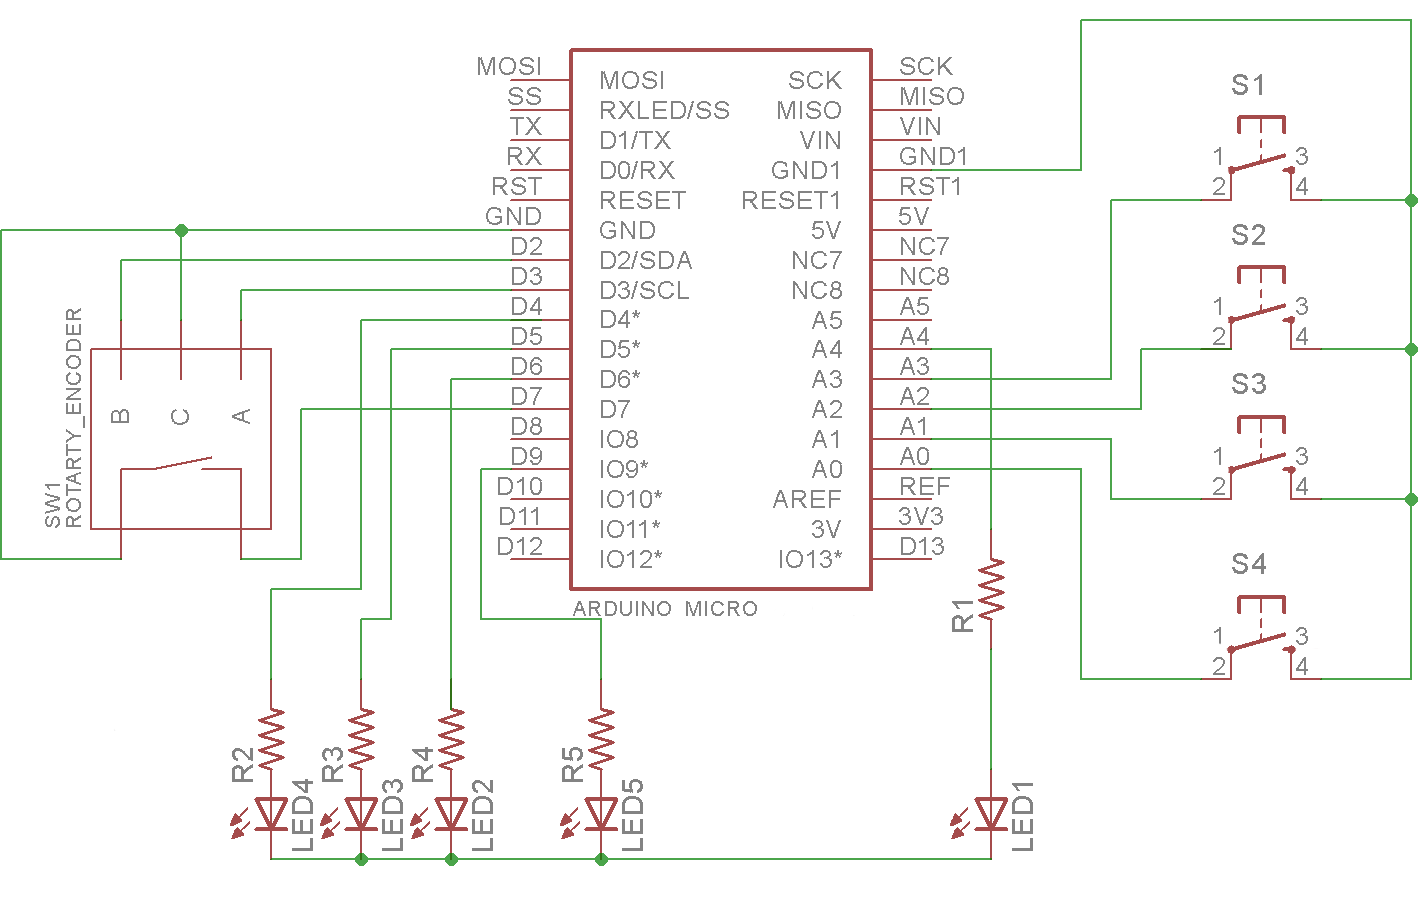 MOSI
SS
TX
RX
RST
GND
D2
D3
D4
D5
D6
D7
D8
D9
D10
D11
D12
MOSI
RXLED/SS
D1/TX
D0/RX
RESET
GND
D2/SDA
D3/SCL
D4*
D5*
D6*
D7
IO8
IO9*
IO10*
IO11*
IO12*
SCK
MISO
VIN
GND1
RESET1
5V
NC7
NC8
A5
A4
A3
A2
A1
A0
AREF
3V
IO13*
SCK
MISO
VIN
GND1
RST1
5V
NC7
NC8
A5
A4
A3
A2
A1
A0
REF
3V3
D13
ARDUINO MICRO
SW1
ROTARTY_ENCODER
B
C
A
S1
1
3
2
4
S2
1
3
2
4
S3
1
3
2
4
S4
1
3
2
4
R1
R2
R3
R4
R5
LED4
LED3
LED2
LED5
LED1